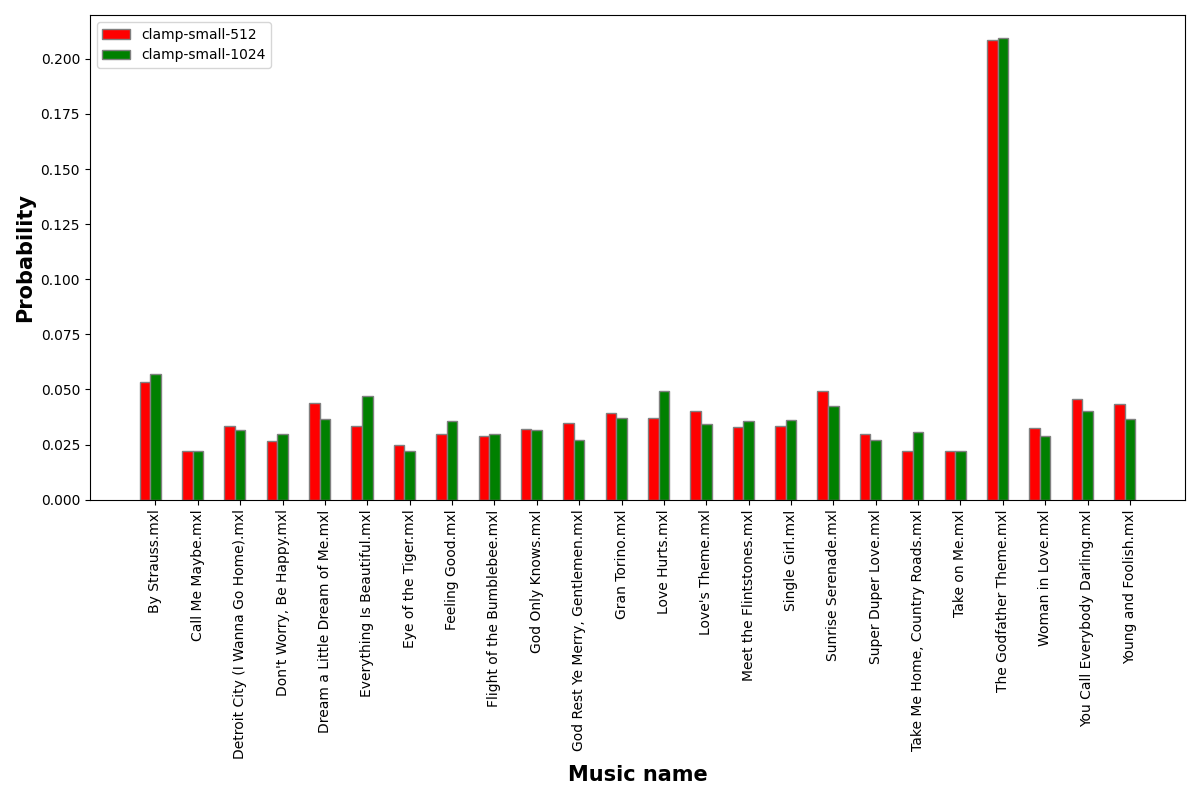 clamp-small-512
clamp-small-1024
0.200
0.175
0.150
0.125
0.100
0.075
0.050
0.025
0.000
Probability
By Strauss.mxl
Call Me Maybe.mxl
Detroit City (I Wanna Go Home).mxl
Don't Worry, Be Happy.mxl
Dream a Little Dream of Me.mxl
Everything Is Beautiful.mxl
Eye of the Tiger.mxl
Feeling Good.mxl
Flight of the Bumblebee.mxl
God Only Knows.mxl
God Rest Ye Merry, Gentlemen.mxl
Gran Torino.mxl
Love Hurts.mxl
Love's Theme.mxl
Meet the Flintstones.mxl
Single Girl.mxl
Sunrise Serenade.mxl
Super Duper Love.mxl
Take Me Home, Country Roads.mxl
Take on Me.mxl
The Godfather Theme.mxl
Woman in Love.mxl
You Call Everybody Darling.mxl
Young and Foolish.mxl
Music name